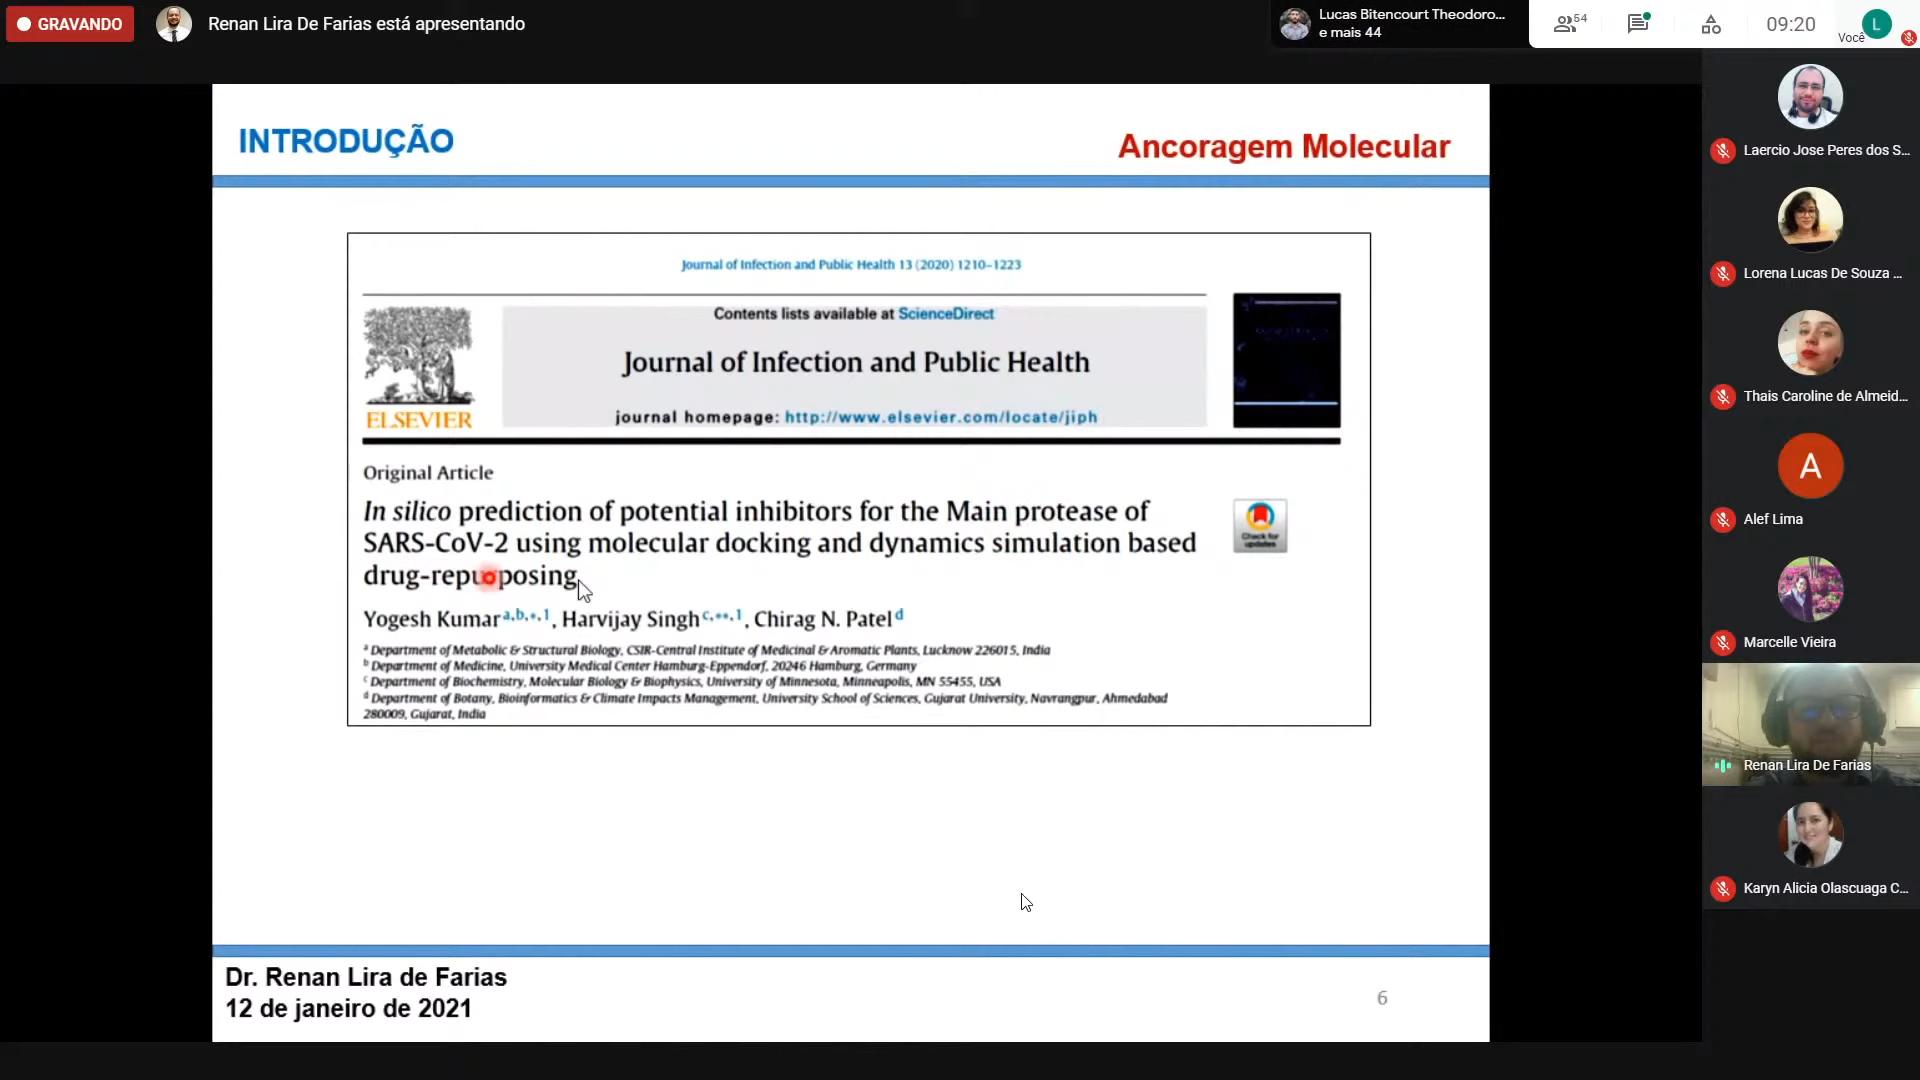 GRAVANDO
Renan Lira De Farias está apresentando
Lucas Bitencourt Theodoro...
e mais 44
54
09:20
Você
L
INTRODUÇÃO
Ancoragem Molecular
Journal of Infection and Public Health 13 (2020) 1210–1223
Contents lists available at ScienceDirect
Journal of Infection and Public Health
journal homepage: http://www.elsevier.com/locate/jiph
ELSEVIER
Original Article
In silico prediction of potential inhibitors for the Main protease of
SARS-CoV-2 using molecular docking and dynamics simulation based
drug-repurposing
Check for
updates
Yogesh Kumar a,b,*,1, Harvijay Singh c,**,1, Chirag N. Patel d
a Department of Metabolic & Structural Biology, CSIR-Central Institute of Medicinal & Aromatic Plants, Lucknow 226015, India
b Department of Medicine, University Medical Center Hamburg-Eppendorf, 20246 Hamburg, Germany
c Department of Biochemistry, Molecular Biology & Biophysics, University of Minnesota, Minneapolis, MN 55455, USA
d Department of Botany, Bioinformatics & Climate Impacts Management, University School of Sciences, Gujarat University, Navrangpur, Ahmedabad
280009, Gujarat, India
Dr. Renan Lira de Farias
12 de janeiro de 2021
6
Laercio Jose Peres dos S...
Lorena Lucas De Souza ...
Thais Caroline de Almeid...
A
Alef Lima
Marcelle Vieira
Renan Lira De Farias
Karyn Alicia Olascuaga C...